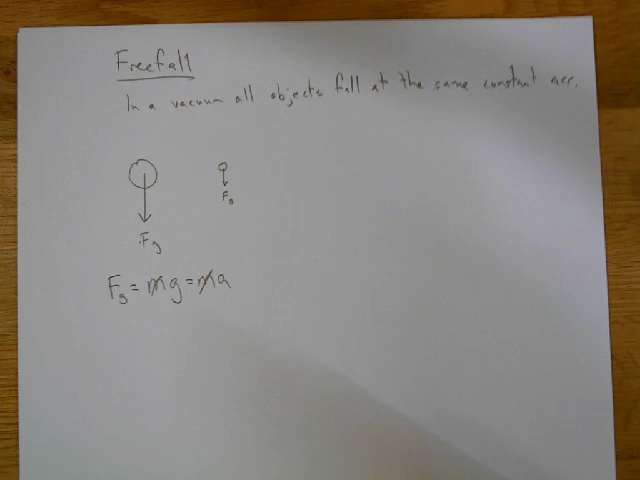 Freefall
In a vacuum all objects fall at the same constant acc.
Fg
Fg
Fg = mg = ma